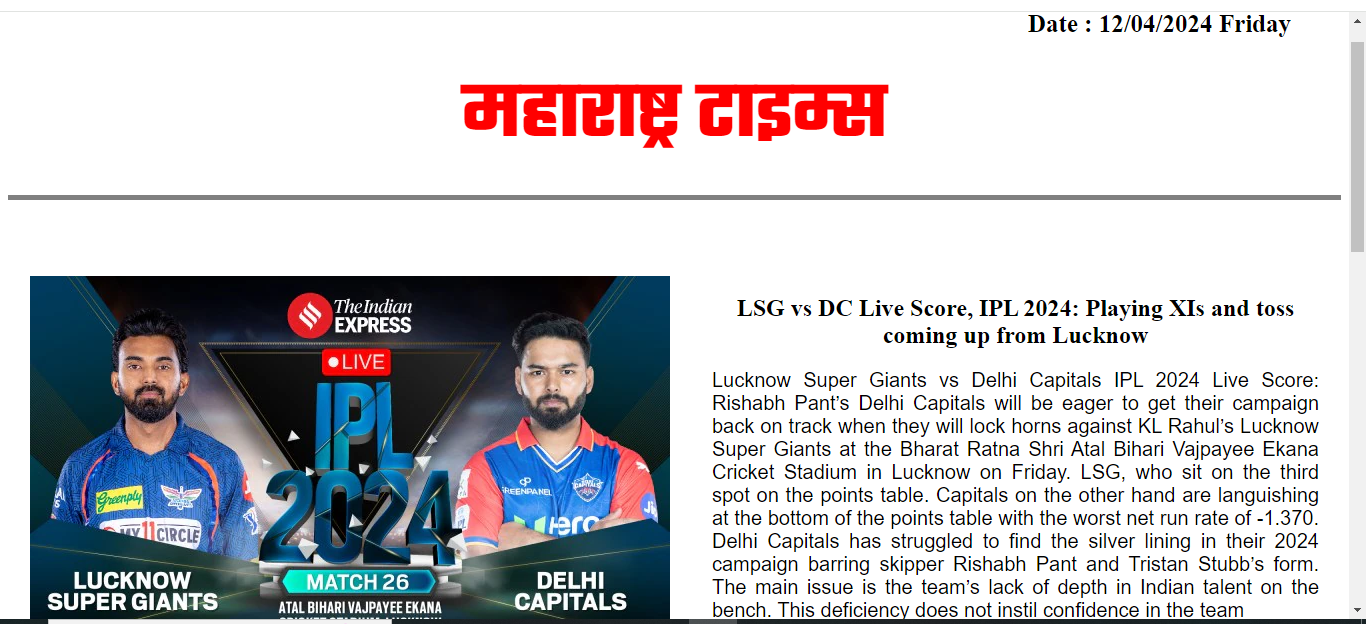 Date : 12/04/2024 Friday
महाराष्ट्र टाइम्स
The Indian
EXPRESS
LIVE
IPL
2024
Greenply
MY11CIRCLE
GREENPANEL
CAPITALS
Hero
MATCH 26
LUCKNOW
SUPER GIANTS
DELHI
CAPITALS
ATAL BIHARI VAJPAYEE EKANA
CRICKET STADIUM, LUCKNOW
LSG vs DC Live Score, IPL 2024: Playing XIs and toss
coming up from Lucknow
Lucknow Super Giants vs Delhi Capitals IPL 2024 Live Score:
Rishabh Pant’s Delhi Capitals will be eager to get their campaign
back on track when they will lock horns against KL Rahul’s Lucknow
Super Giants at the Bharat Ratna Shri Atal Bihari Vajpayee Ekana
Cricket Stadium in Lucknow on Friday. LSG, who sit on the third
spot on the points table. Capitals on the other hand are languishing
at the bottom of the points table with the worst net run rate of -1.370.
Delhi Capitals has struggled to find the silver lining in their 2024
campaign barring skipper Rishabh Pant and Tristan Stubb’s form.
The main issue is the team’s lack of depth in Indian talent on the
bench. This deficiency does not instil confidence in the team